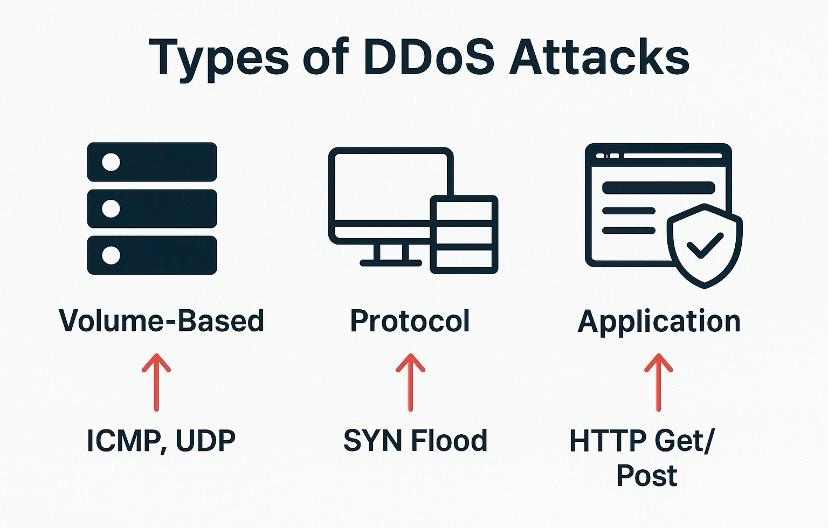 Types of DDoS Attacks
Volume-Based
Protocol
Application
ICMP, UDP
SYN Flood
HTTP Get/
Post